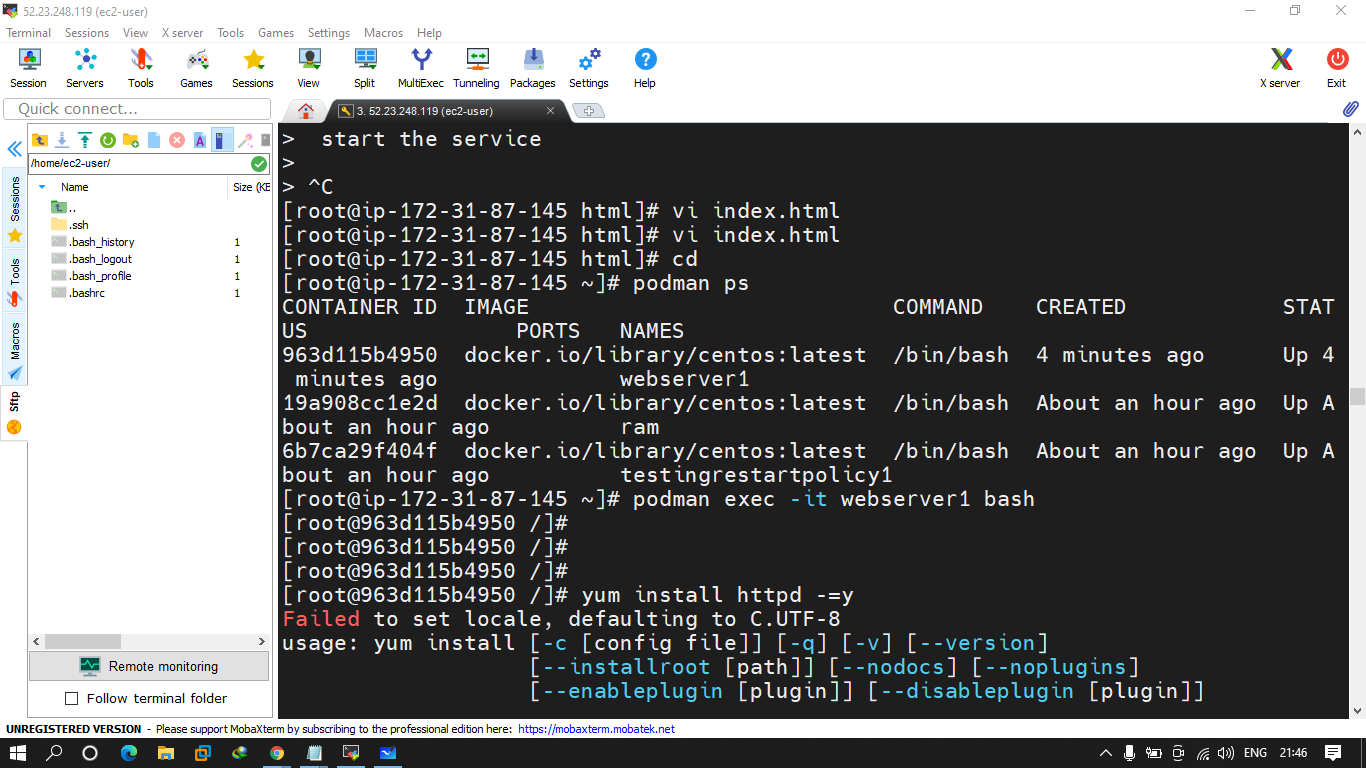 52.23.248.119 (ec2-user)
Terminal Sessions View X server Tools Games Settings Macros Help
Session Servers Tools Games Sessions View Split MultiExec Tunneling Packages Settings Help X server Exit
Quick connect...
3. 52.23.248.119 (ec2-user)
/home/ec2-user/
Name Size (KB
..
.ssh
.bash_history 1
.bash_logout 1
.bash_profile 1
.bashrc 1
Sessions
Tools
Macros
Sftp
Remote monitoring
Follow terminal folder
>  start the service
>
> ^C
[root@ip-172-31-87-145 html]# vi index.html
[root@ip-172-31-87-145 html]# vi index.html
[root@ip-172-31-87-145 html]# cd
[root@ip-172-31-87-145 ~]# podman ps
CONTAINER ID  IMAGE                            COMMAND    CREATED            STAT
US                PORTS   NAMES
963d115b4950  docker.io/library/centos:latest  /bin/bash  4 minutes ago      Up 4
 minutes ago              webserver1
19a908cc1e2d  docker.io/library/centos:latest  /bin/bash  About an hour ago  Up A
bout an hour ago          ram
6b7ca29f404f  docker.io/library/centos:latest  /bin/bash  About an hour ago  Up A
bout an hour ago          testingrestartpolicy1
[root@ip-172-31-87-145 ~]# podman exec -it webserver1 bash
[root@963d115b4950 /]#
[root@963d115b4950 /]#
[root@963d115b4950 /]#
[root@963d115b4950 /]# yum install httpd -=y
Failed to set locale, defaulting to C.UTF-8
usage: yum install [-c [config file]] [-q] [-v] [--version]
                   [--installroot [path]] [--nodocs] [--noplugins]
                   [--enableplugin [plugin]] [--disableplugin [plugin]]
UNREGISTERED VERSION - Please support MobaXterm by subscribing to the professional edition here: https://mobaxterm.mobatek.net
ENG 21:46